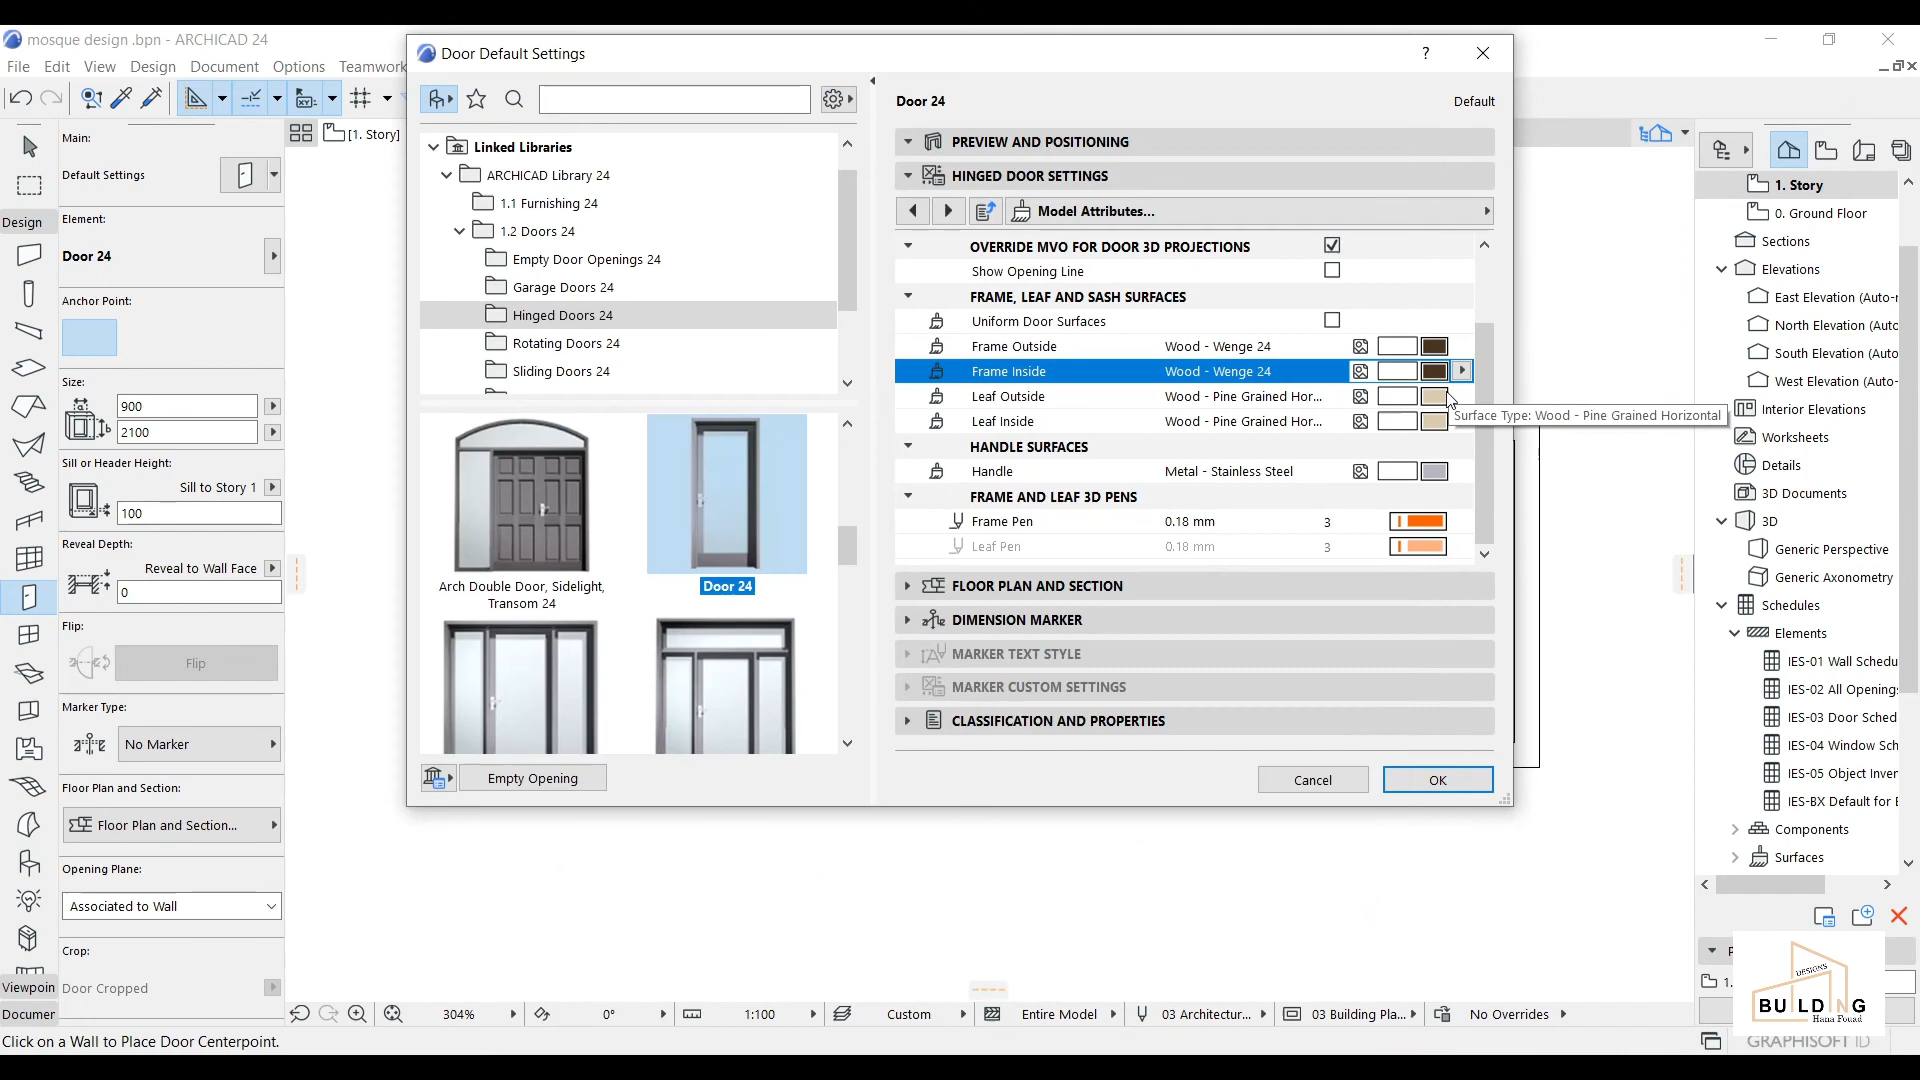 mosque design .bpn - ARCHICAD 24
File Edit View Design Document Options Teamwork
Door Default Settings
?
Main:
Default Settings
Element:
Door 24
Anchor Point:
Size:
900
2100
Sill or Header Height:
Sill to Story 1
100
Reveal Depth:
Reveal to Wall Face
0
Flip:
Flip
Marker Type:
No Marker
Floor Plan and Section:
Floor Plan and Section...
Opening Plane:
Associated to Wall
Crop:
Door Cropped
Design
Viewpoin
Documer
[1. Story]
Linked Libraries
ARCHICAD Library 24
1.1 Furnishing 24
1.2 Doors 24
Empty Door Openings 24
Garage Doors 24
Hinged Doors 24
Rotating Doors 24
Sliding Doors 24
Arch Double Door, Sidelight,
Transom 24
Door 24
Empty Opening
Door 24
Default
PREVIEW AND POSITIONING
HINGED DOOR SETTINGS
Model Attributes...
OVERRIDE MVO FOR DOOR 3D PROJECTIONS
Show Opening Line
FRAME, LEAF AND SASH SURFACES
Uniform Door Surfaces
Frame Outside Wood - Wenge 24
Frame Inside Wood - Wenge 24
Leaf Outside Wood - Pine Grained Hor...
Surface Type: Wood - Pine Grained Horizontal
Leaf Inside Wood - Pine Grained Hor...
HANDLE SURFACES
Handle Metal - Stainless Steel
FRAME AND LEAF 3D PENS
Frame Pen 0.18 mm 3
Leaf Pen 0.18 mm 3
FLOOR PLAN AND SECTION
DIMENSION MARKER
MARKER TEXT STYLE
MARKER CUSTOM SETTINGS
CLASSIFICATION AND PROPERTIES
Cancel
OK
1. Story
0. Ground Floor
Sections
Elevations
East Elevation (Auto-r
North Elevation (Auto
South Elevation (Auto
West Elevation (Auto-
Interior Elevations
Worksheets
Details
3D Documents
3D
Generic Perspective
Generic Axonometry
Schedules
Elements
IES-01 Wall Schedu
IES-02 All Openings
IES-03 Door Sched
IES-04 Window Sch
IES-05 Object Inven
IES-BX Default for E
Components
Surfaces
P
1.
DESIGNS
BUILDING
Hana Fouad
GRAPHISOFT ID
304% 0° 1:100 Custom Entire Model 03 Architectur... 03 Building Pla... No Overrides
Click on a Wall to Place Door Centerpoint.